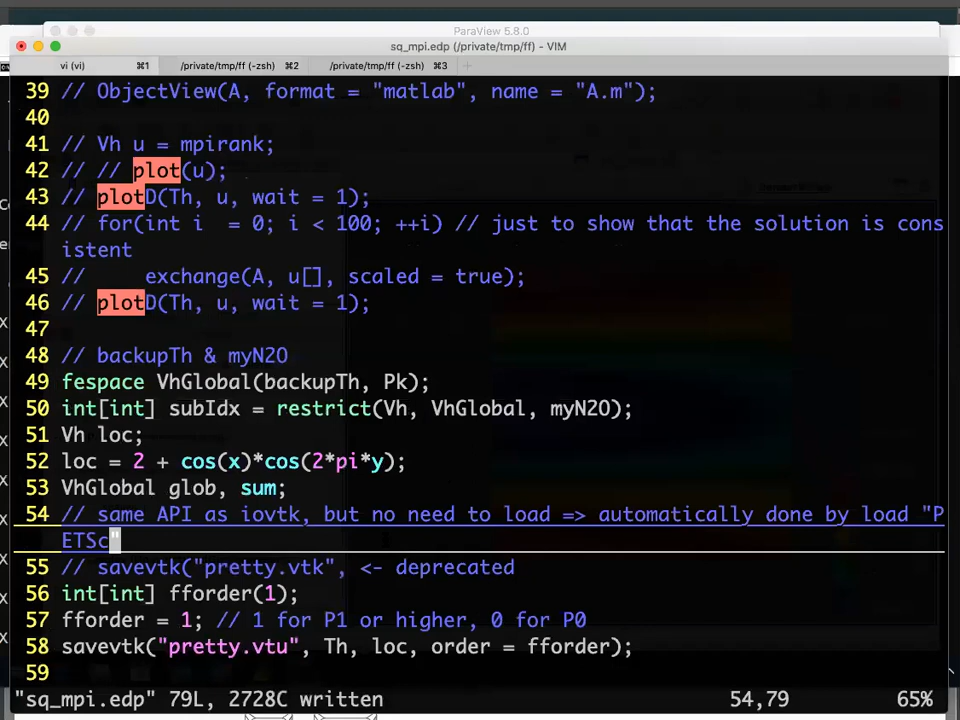 ParaView 5.8.0
sq_mpi.edp (/private/tmp/ff) - VIM
vi (vi) ⌘1 /private/tmp/ff (-zsh) ⌘2 /private/tmp/ff (-zsh) ⌘3 +
39 // ObjectView(A, format = "matlab", name = "A.m");
40
41 // Vh u = mpirank;
42 // // plot(u);
43 // plotD(Th, u, wait = 1);
44 // for(int i  = 0; i < 100; ++i) // just to show that the solution is cons
istent
45 //     exchange(A, u[], scaled = true);
46 // plotD(Th, u, wait = 1);
47
48 // backupTh & myN2O
49 fespace VhGlobal(backupTh, Pk);
50 int[int] subIdx = restrict(Vh, VhGlobal, myN2O);
51 Vh loc;
52 loc = 2 + cos(x)*cos(2*pi*y);
53 VhGlobal glob, sum;
54 // same API as iovtk, but no need to load => automatically done by load "P
ETSc"
55 // savevtk("pretty.vtk", <- deprecated
56 int[int] fforder(1);
57 fforder = 1; // 1 for P1 or higher, 0 for P0
58 savevtk("pretty.vtu", Th, loc, order = fforder);
59
"sq_mpi.edp" 79L, 2728C written 54,79 65%